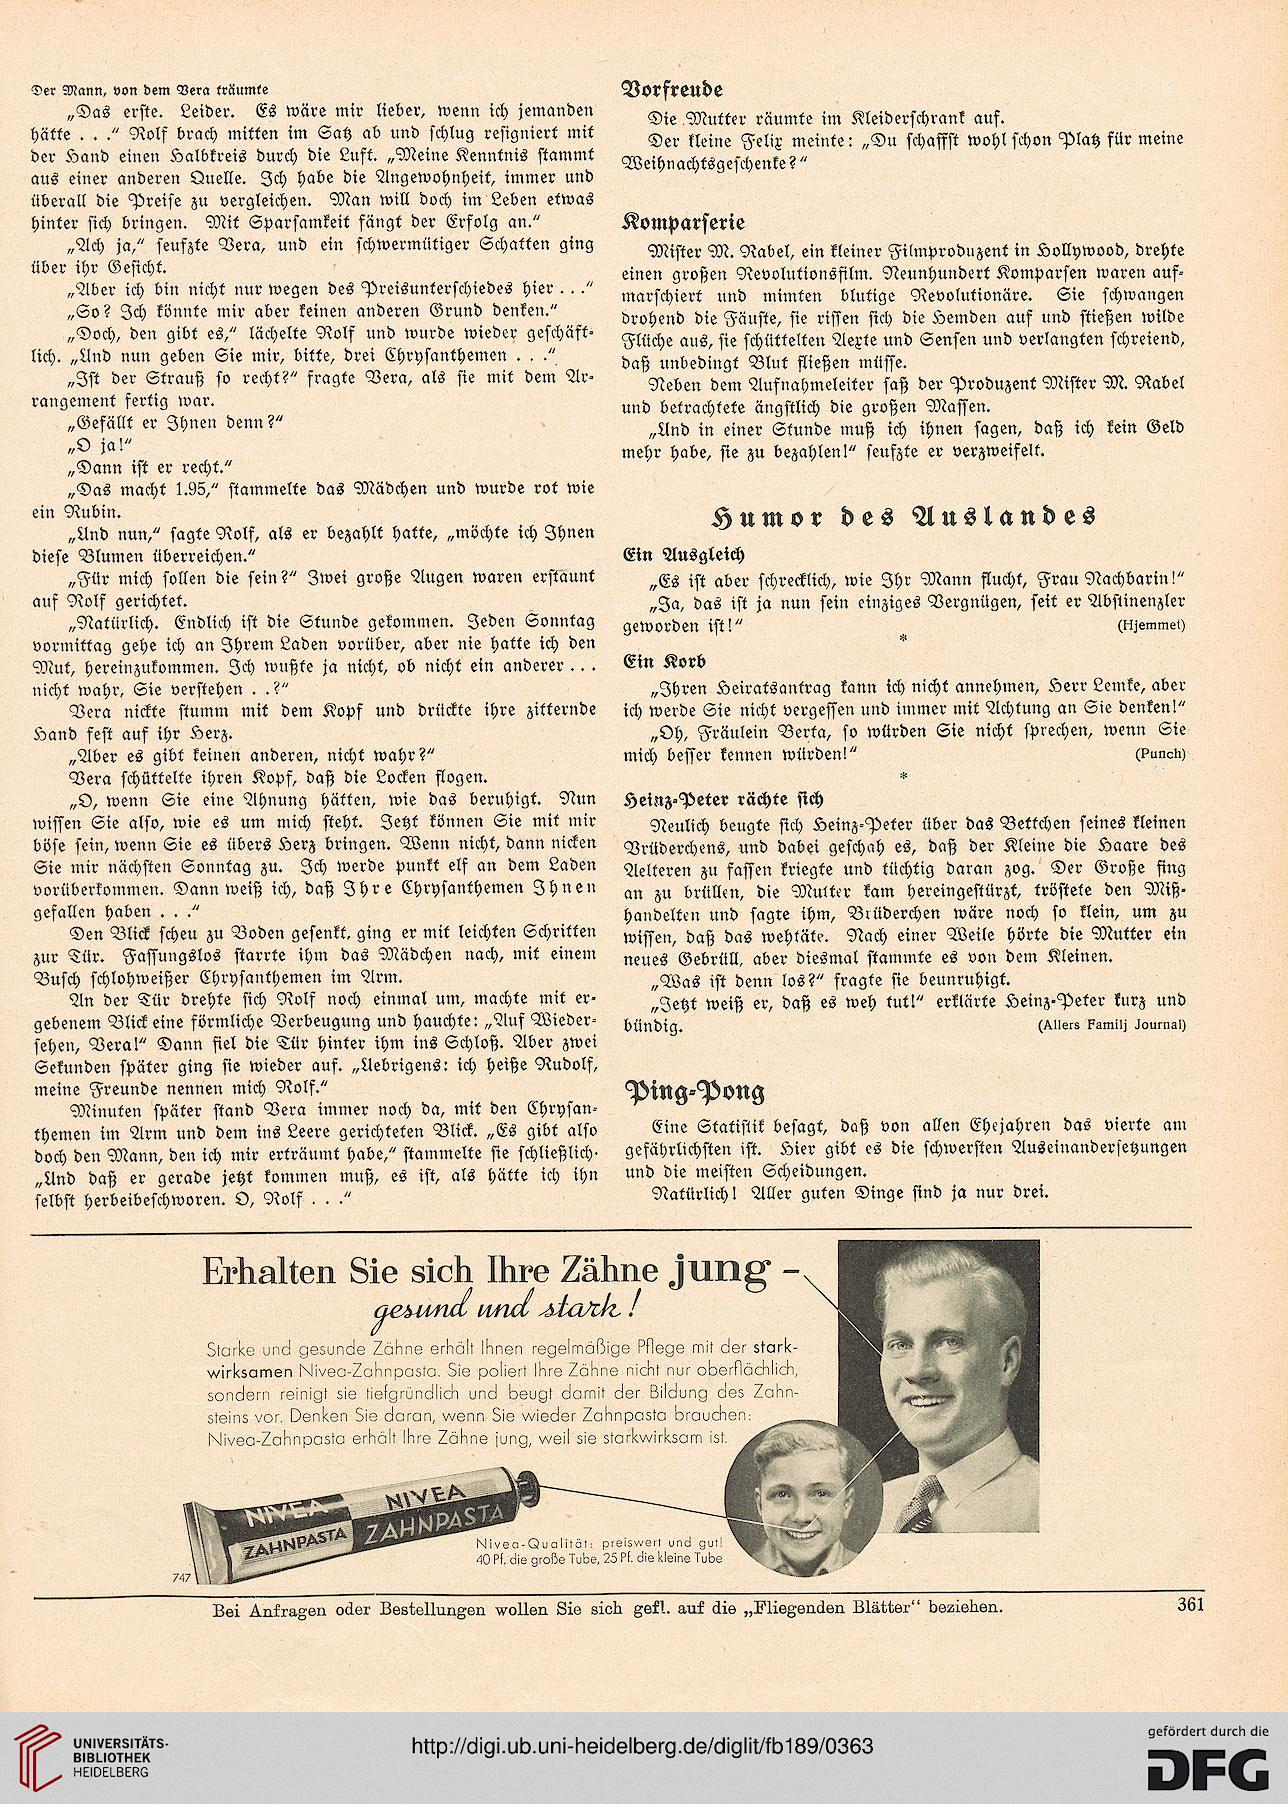 Der Mann, von dem Vera träumte
„Das erste. Leider. Es wäre mir lieber, wenn ich jemanden
hätte . . .“ Rolf brach mitten im Satz ab und schlug resigniert mit
der Hand einen Halbkreis durch die Luft. „Meine Kenntnis stammt
aus einer anderen Quelle. Ich habe die Angewohnheit, immer und
überall die Preise zu vergleichen. Man will doch im Leben etwas
hinter sich bringen. Mit Sparsamkeit fängt der Erfolg an.“
„Ach ja,“ seufzte Vera, und ein schwermütiger Schatten ging
über ihr Gesicht.
„Aber ich bin nicht nur wegen des Preisunterschiedes hier . . .“
„So? Ich könnte mir aber keinen anderen Grund denken.“
„Doch, den gibt es,“ lächelte Rolf und wurde wieder geschäft-
lich. „Und nun geben Sie mir, bitte, drei Chrysanthemen . . .“
„Ist der Strauß so recht?“ fragte Vera, als sie mit dem Ar-
rangement fertig war.
„Gefällt er Ihnen denn?“
„O ja!“
„Dann ist er recht.“
„Das macht 1.95,“ stammelte das Mädchen und wurde rot wie
ein Rubin.
„Und nun,“ sagte Rolf, als er bezahlt hatte, „möchte ich Ihnen
diese Blumen überreichen.“
„Für mich sollen die sein?“ Zwei große Augen waren erstaunt
auf Rolf gerichtet.
„Natürlich. Endlich ist die Stunde gekommen. Jeden Sonntag
vormittag gehe ich an Ihrem Laden vorüber, aber nie hatte ich den
Mut, hereinzukommen. Ich wußte ja nicht, ob nicht ein anderer . . .
nicht wahr, Sie verstehen . .?“
Vera nickte stumm mit dem Kopf und drückte ihre zitternde
Hand fest auf ihr Herz.
„Aber es gibt keinen anderen, nicht wahr?“
Vera schüttelte ihren Kopf, daß die Locken flogen.
„O, wenn Sie eine Ahnung hätten, wie das beruhigt. Nun
wissen Sie also, wie es um mich steht. Jetzt können Sie mit mir
böse sein, wenn Sie es übers Herz bringen. Wenn nicht, dann nicken
Sie mir nächsten Sonntag zu. Ich werde punkt elf an dem Laden
vorüberkommen. Dann weiß ich, daß Ihre Chrysanthemen Ihnen
gefallen haben . . .“
Den Blick scheu zu Boden gesenkt, ging er mit leichten Schritten
zur Tür. Fassungslos starrte ihm das Mädchen nach, mit einem
Busch schlohweißer Chrysanthemen im Arm.
An der Tür drehte sich Rolf noch einmal um, machte mit er-
gebenem Blick eine förmliche Verbeugung und hauchte: „Auf Wieder-
sehen, Vera!“ Dann fiel die Tür hinter ihm ins Schloß. Aber zwei
Sekunden später ging sie wieder auf. „Uebrigens: ich heiße Rudolf,
meine Freunde nennen mich Rolf.“
Minuten später stand Vera immer noch da, mit den Chrysan-
themen im Arm und dem ins Leere gerichteten Blick. „Es gibt also
doch den Mann, den ich mir erträumt habe,“ stammelte sie schließlich.
„Und daß er gerade jetzt kommen muß, es ist, als hätte ich ihn
selbst herbeibeschworen. O, Rolf . . .“
Vorfreude
Die Mutter räumte im Kleiderschrank auf.
Der kleine Felix meinte: „Du schaffst wohl schon Platz für meine
Weihnachtsgeschenke?“
Komparserie
Mister M. Nabel, ein kleiner Filmproduzent in Hollywood, drehte
einen großen Revolutionsfilm. Neunhundert Komparsen waren auf-
marschiert und mimten blutige Revolutionäre. Sie schwangen
drohend die Fäuste, sie rissen sich die Hemden auf und stießen wilde
Flüche aus, sie schüttelten Aexte und Sensen und verlangten schreiend,
daß unbedingt Blut fließen müsse.
Neben dem Aufnahmeleiter saß der Produzent Mister M. Nabel
und betrachtete ängstlich die großen Massen.
„Und in einer Stunde muß ich ihnen sagen, daß ich kein Geld
mehr habe, sie zu bezahlen!“ seufzte er verzweifelt.
Humor des Auslandes
Ein Ausgleich
„Es ist aber schrecklich, wie Ihr Mann flucht, Frau Nachbarin!“
„Ja, das ist ja nun sein einziges Vergnügen, seit er Abstinenzler
geworden ist!“ (Hjemmet)
*
Ein Korb
„Ihren Heiratsantrag kann ich nicht annehmen, Herr Lemke, aber
ich werde Sie nicht vergessen und immer mit Achtung an Sie denken!“
„Oh, Fräulein Berta, so würden Sie nicht sprechen, wenn Sie
mich besser kennen würden!“ (Punch)
*
Heinz-Peter rächte sich
Neulich beugte sich Heinz-Peter über das Bettchen seines kleinen
Brüderchens, und dabei geschah es, daß der Kleine die Haare des
Aelteren zu fassen kriegte und tüchtig daran zog. Der Große fing
an zu brüllen, die Mutter kam hereingestürzt, tröstete den Miß-
handelten und sagte ihm, Brüderchen wäre noch so klein, um zu
wissen, daß das wehtäte. Nach einer Weile hörte die Mutter ein
neues Gebrüll, aber diesmal stammte es von dem Kleinen.
„Was ist denn los?“ fragte sie beunruhigt.
„Jetzt weiß er, daß es weh tut!“ erklärte Heinz-Peter kurz und
bündig. (Allers Familj Journal)
Ping-Pong
Eine Statistik besagt, daß von allen Ehejahren das vierte am
gefährlichsten ist. Hier gibt es die schwersten Auseinandersetzungen
und die meisten Scheidungen.
Natürlich! Aller guten Dinge sind ja nur drei.
Erhalten Sie sich Ihre Zähne jung –
gesund und stark!
Starke und gesunde Zähne erhält Ihnen regelmäßige Pflege mit der stark-
wirksamen Nivea-Zahnpasta. Sie poliert Ihre Zähne nicht nur oberflächlich,
sondern reinigt sie tiefgründlich und beugt damit der Bildung des Zahn-
steins vor. Denken Sie daran, wenn Sie wieder Zahnpasta brauchen:
Nivea-Zahnpasta erhält Ihre Zähne jung, weil sie starkwirksam ist.
NIVEA NIVEA
ZAHNPASTA ZAHNPASTA
Nivea-Qualität: preiswert und gut!
40 Pf. die große Tube, 25 Pf. die kleine Tube
747
Bei Anfragen oder Bestellungen wollen Sie sich gefl. auf die „Fliegenden Blätter“ beziehen.
361
UNIVERSITÄTS-
BIBLIOTHEK
HEIDELBERG
http://digi.ub.uni-heidelberg.de/diglit/fb189/0363
gefördert durch die
DFG